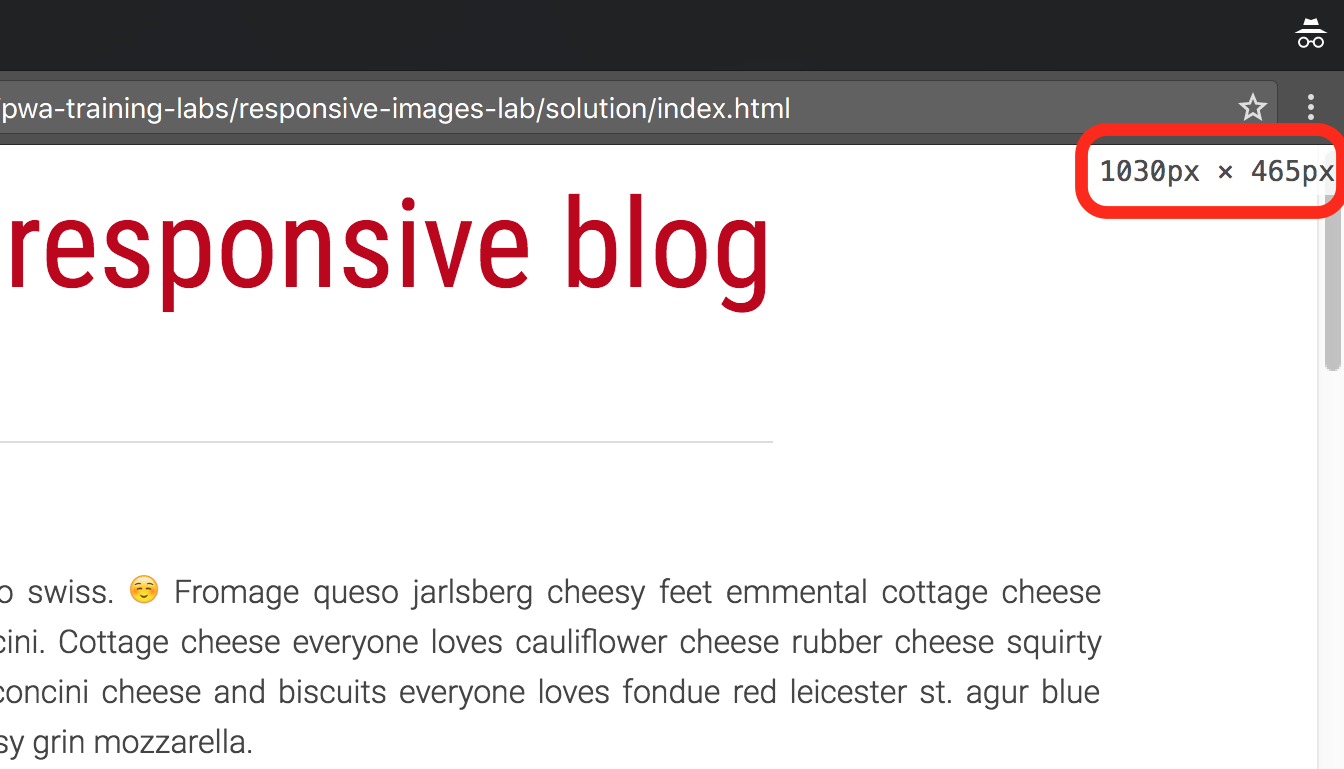 /pwa-training-labs/responsive-images-lab/solution/index.html
1030px × 465px
responsive blog
o swiss. ☺️ Fromage queso jarlsberg cheesy feet emmental cottage cheese
cini. Cottage cheese everyone loves cauliflower cheese rubber cheese squirty
concini cheese and biscuits everyone loves fondue red leicester st. agur blue
sy grin mozzarella.